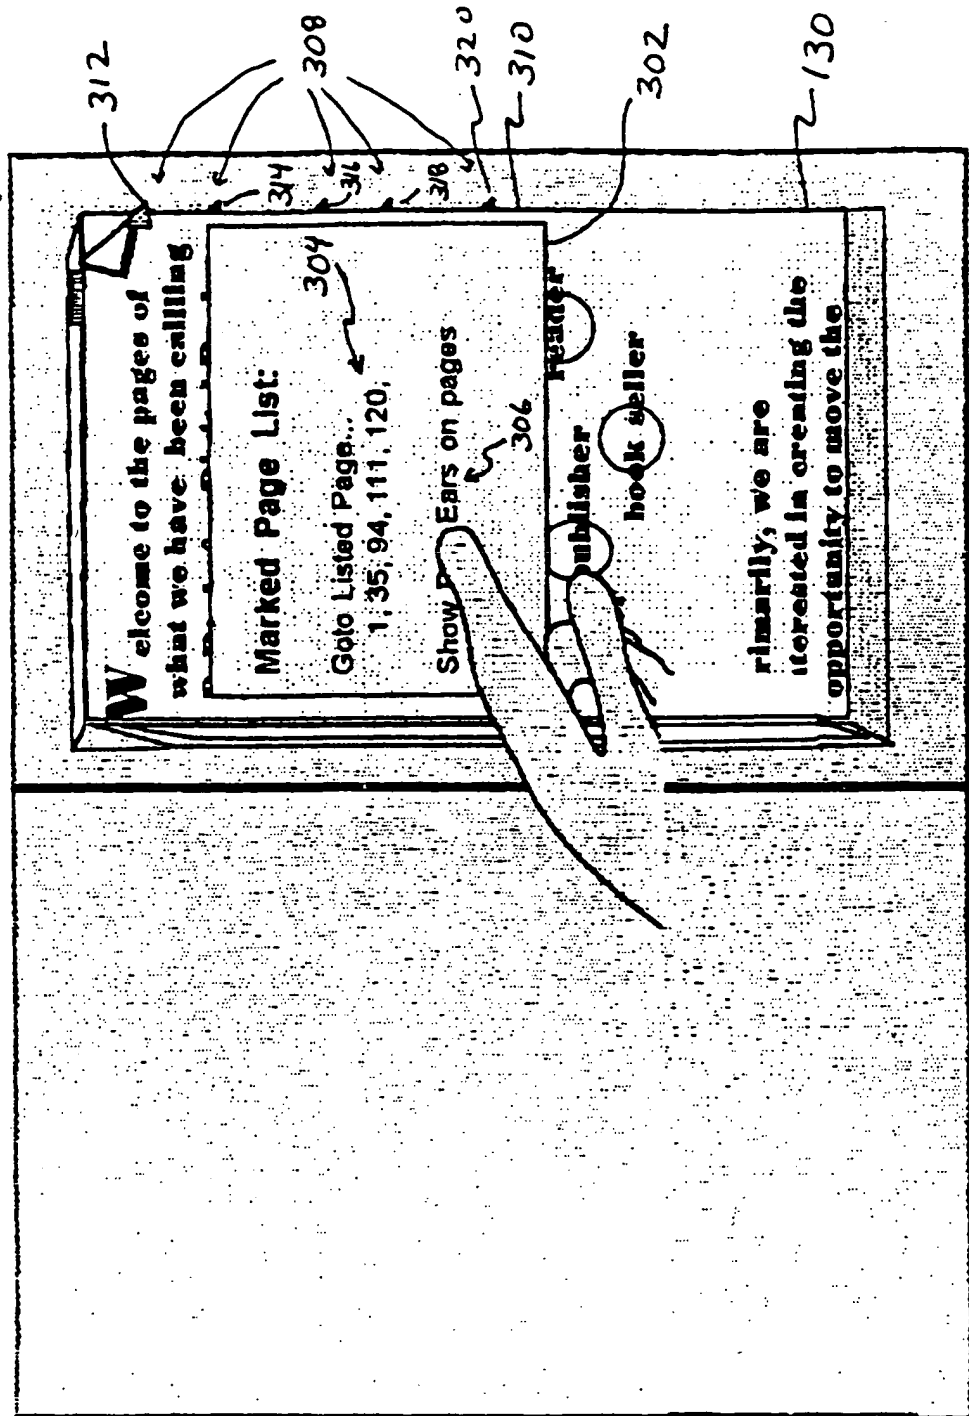 Welcome to the pages of
what we have been calling
Marked Page List:
Goto Listed Page...
1, 35, 94, 111, 120,
Show D Ears on pages
reader
publisher
book seller
rimarily, we are
iterested in creating the
opportunity to move the
312
308
314
316
318
320
310
304
302
306
130